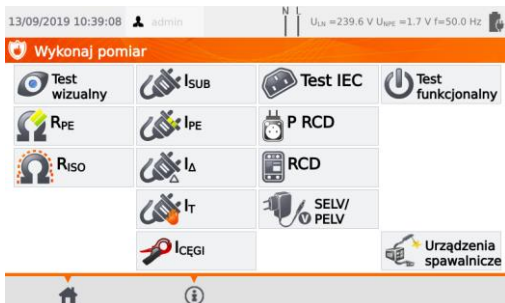 13/09/2019 10:39:08 admin N L U_LN =239.6 V U_NPE =1.7 V f=50.0 Hz
Wykonaj pomiar
Test wizualny
I_SUB
Test IEC
Test funkcjonalny
R_PE
I_PE
P RCD
R_ISO
I_Δ
RCD
I_T
SELV/
PELV
I_CĘGI
Urządzenia
spawalnicze